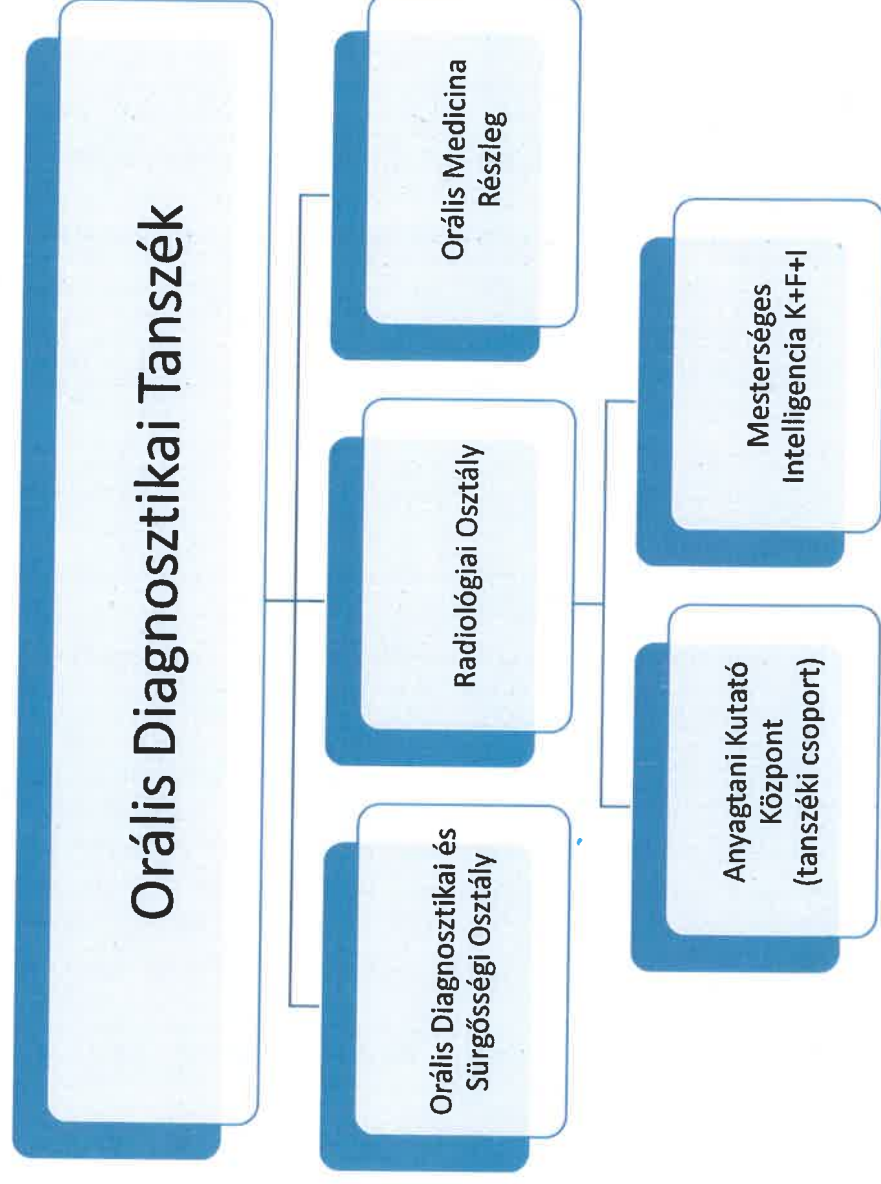 Orális Diagnosztikai Tanszék
Orális Diagnosztikai és
Sürgősségi Osztály
Radiológiai Osztály
Orális Medicina
Részleg
Anyagtani Kutató
Központ
(tanszéki csoport)
Mesterséges
Intelligencia K+F+I